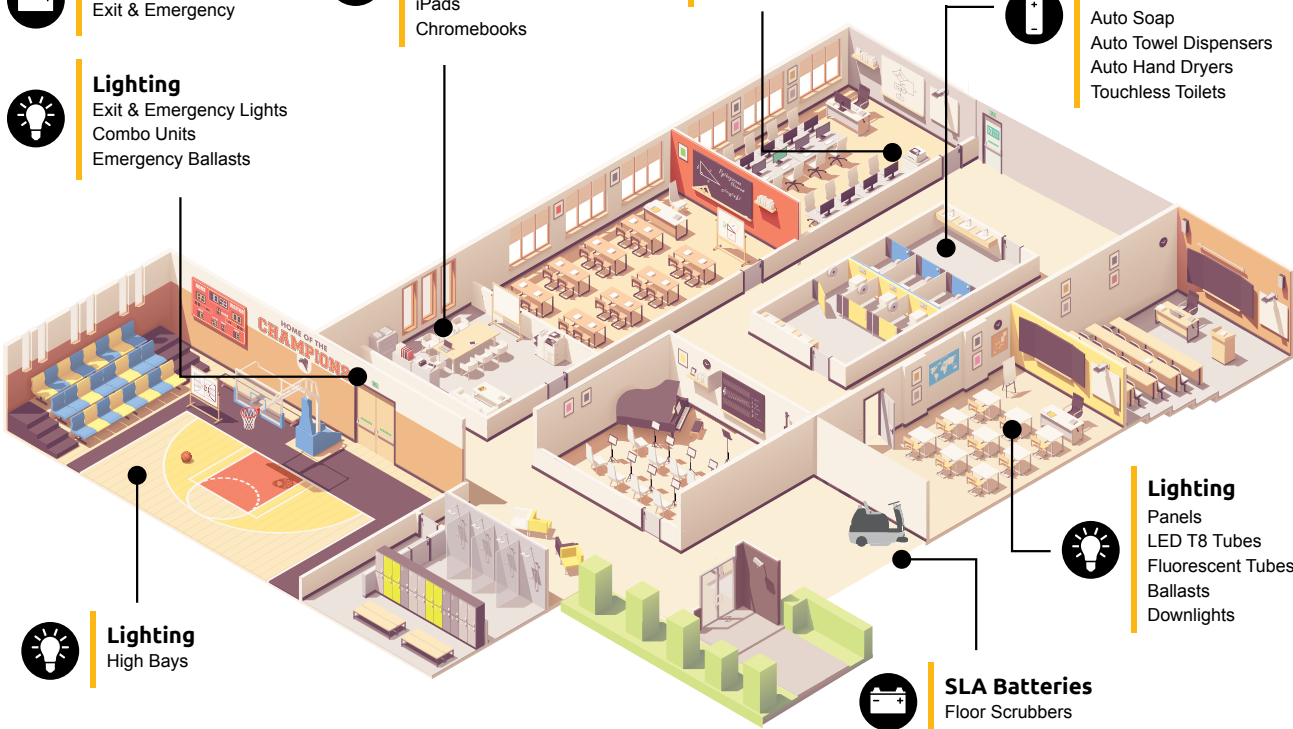 Exit & Emergency
iPads
Chromebooks
Auto Soap
Auto Towel Dispensers
Auto Hand Dryers
Touchless Toilets
Lighting
Exit & Emergency Lights
Combo Units
Emergency Ballasts
HOME OF THE
CHAMPIONS
Lighting
Panels
LED T8 Tubes
Fluorescent Tubes
Ballasts
Downlights
Lighting
High Bays
SLA Batteries
Floor Scrubbers